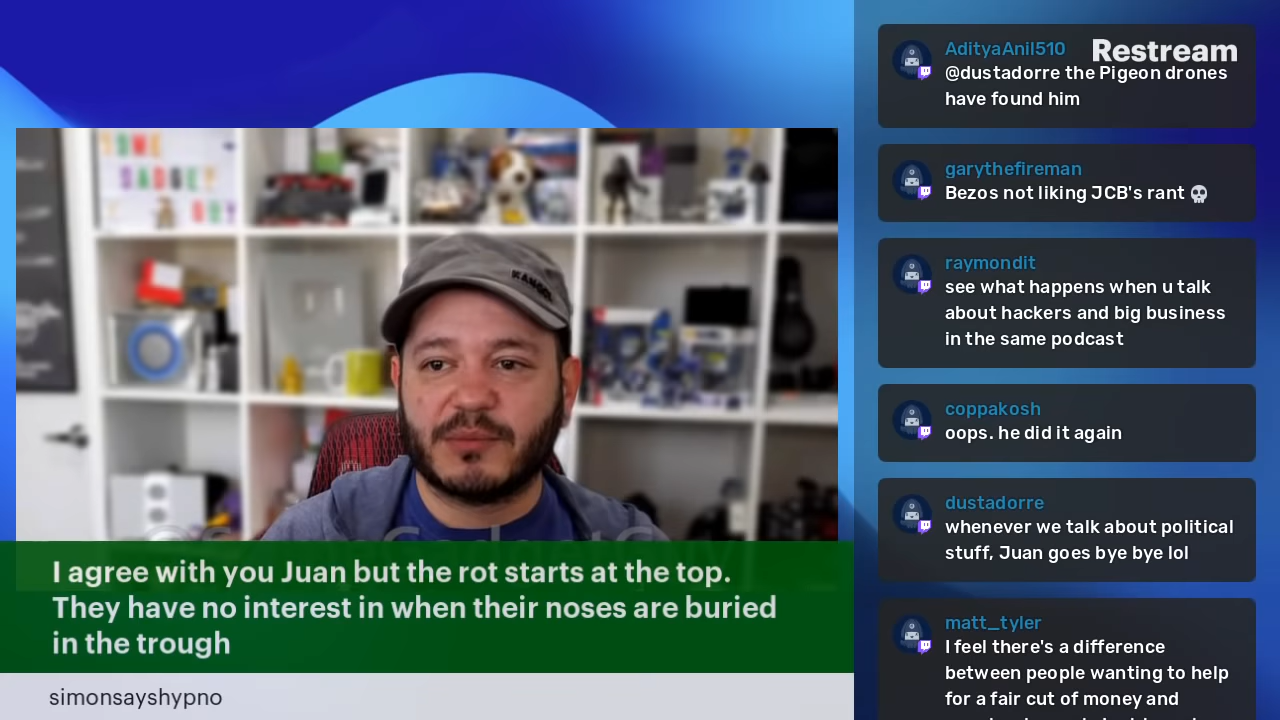 Restream
AdityaAnil510
@dustadorre the Pigeon drones
have found him
garythefireman
Bezos not liking JCB's rant 💀
raymondit
see what happens when u talk
about hackers and big business
in the same podcast
coppakosh
oops. he did it again
dustadorre
whenever we talk about political
stuff, Juan goes bye bye lol
matt_tyler
I feel there's a difference
between people wanting to help
for a fair cut of money and
KANGOL
I agree with you Juan but the rot starts at the top.
They have no interest in when their noses are buried
in the trough
simonsayshypno